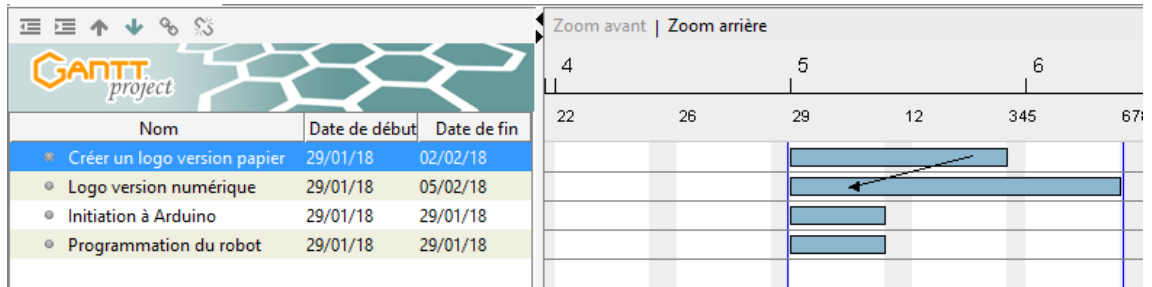 Zoom avant | Zoom arrière
GANTT
project
4 5 6
Nom Date de début Date de fin
22 26 29 12 345 678
Créer un logo version papier 29/01/18 02/02/18
Logo version numérique 29/01/18 05/02/18
Initiation à Arduino 29/01/18 29/01/18
Programmation du robot 29/01/18 29/01/18